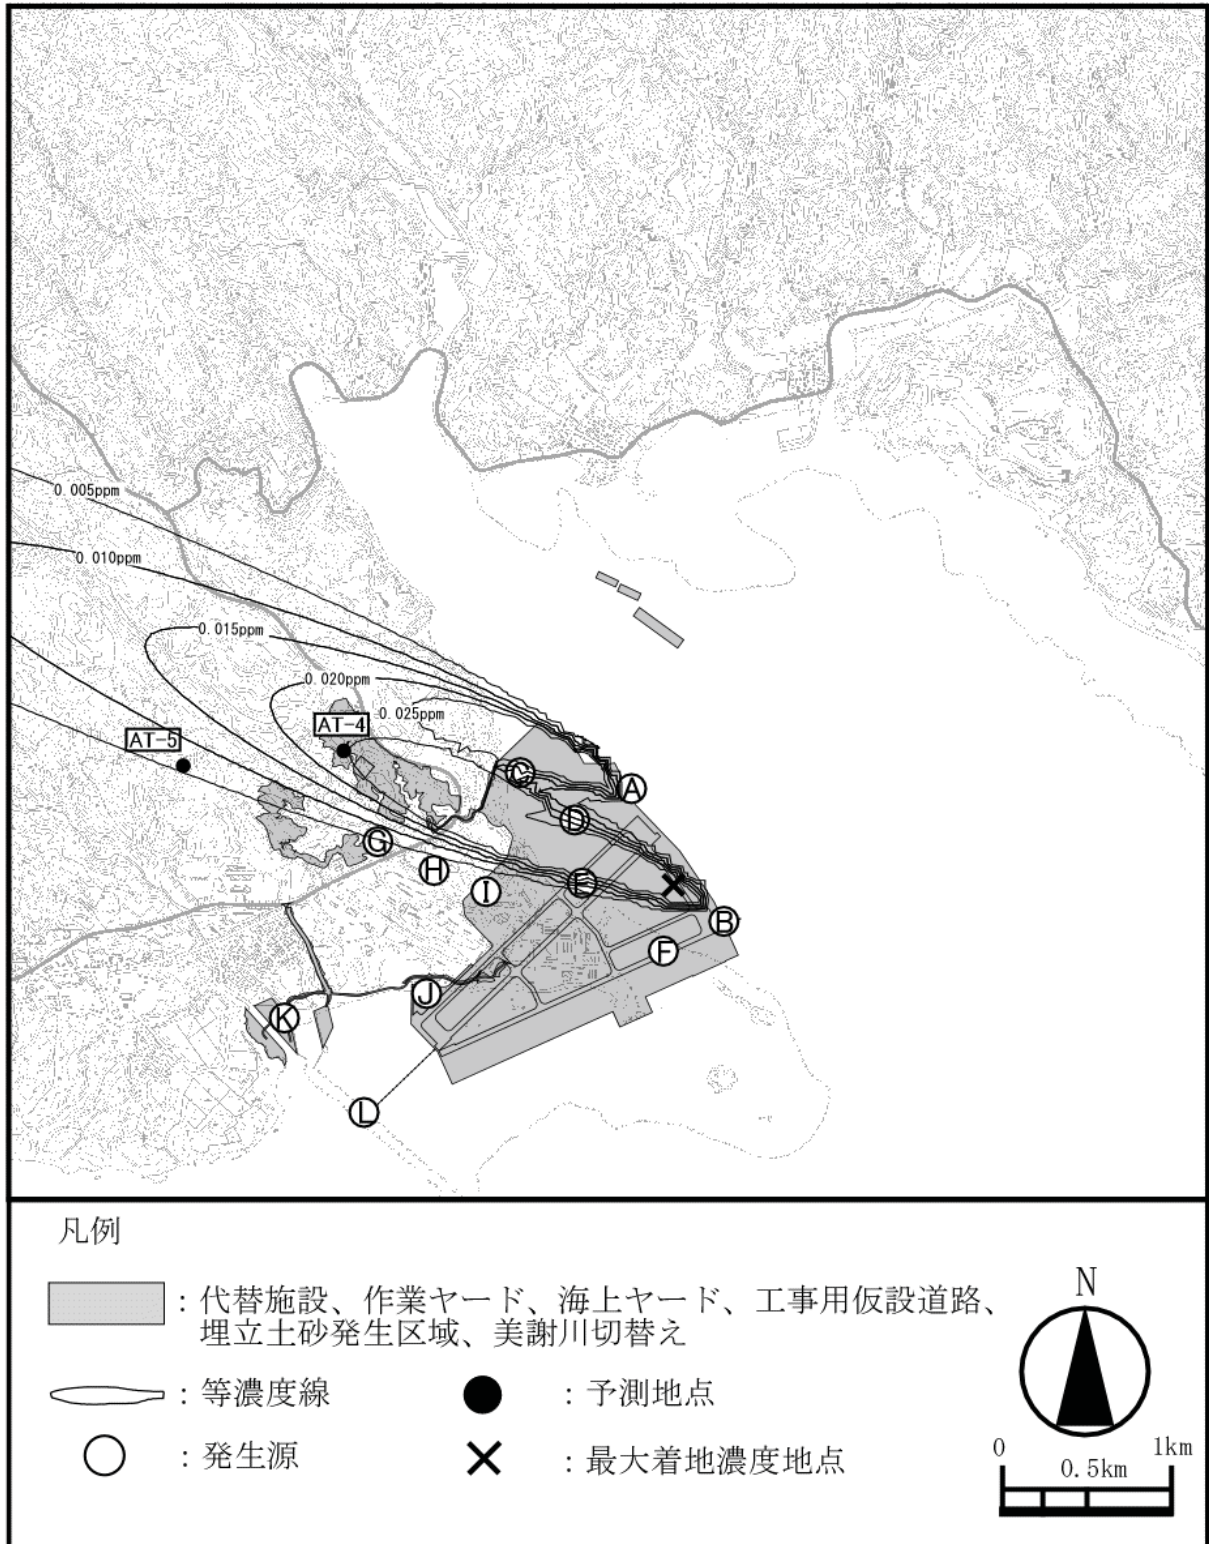 0.005ppm
0.010ppm
0.015ppm
0.020ppm
0.025ppm
AT-4
AT-5
C
A
D
G
H
E
I
B
F
J
K
L
凡例
：代替施設、作業ヤード、海上ヤード、工事用仮設道路、
埋立土砂発生区域、美謝川切替え
：等濃度線
：予測地点
：発生源
：最大着地濃度地点
N
0
0.5km
1km